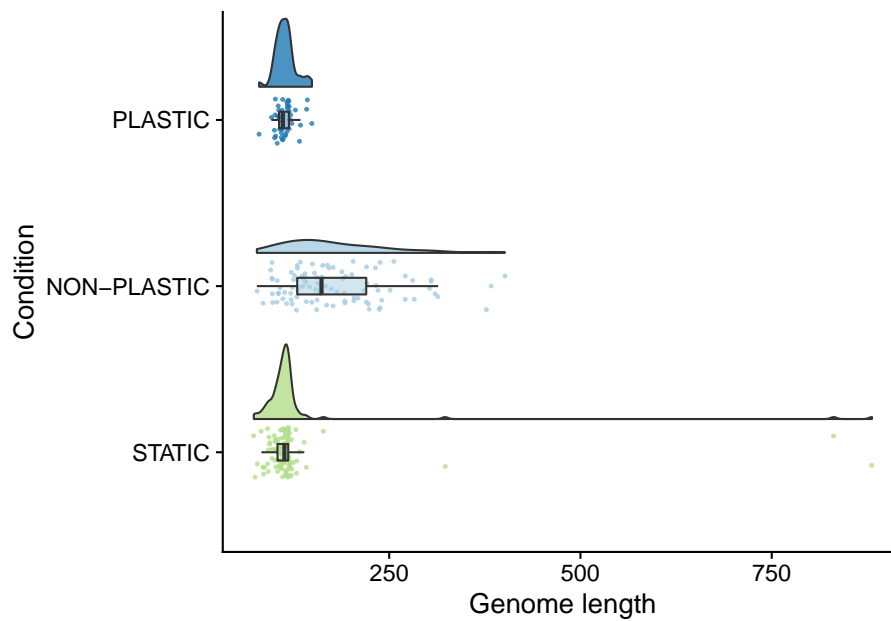 PLASTIC
NON−PLASTIC
STATIC
Condition
250
500
750
Genome length